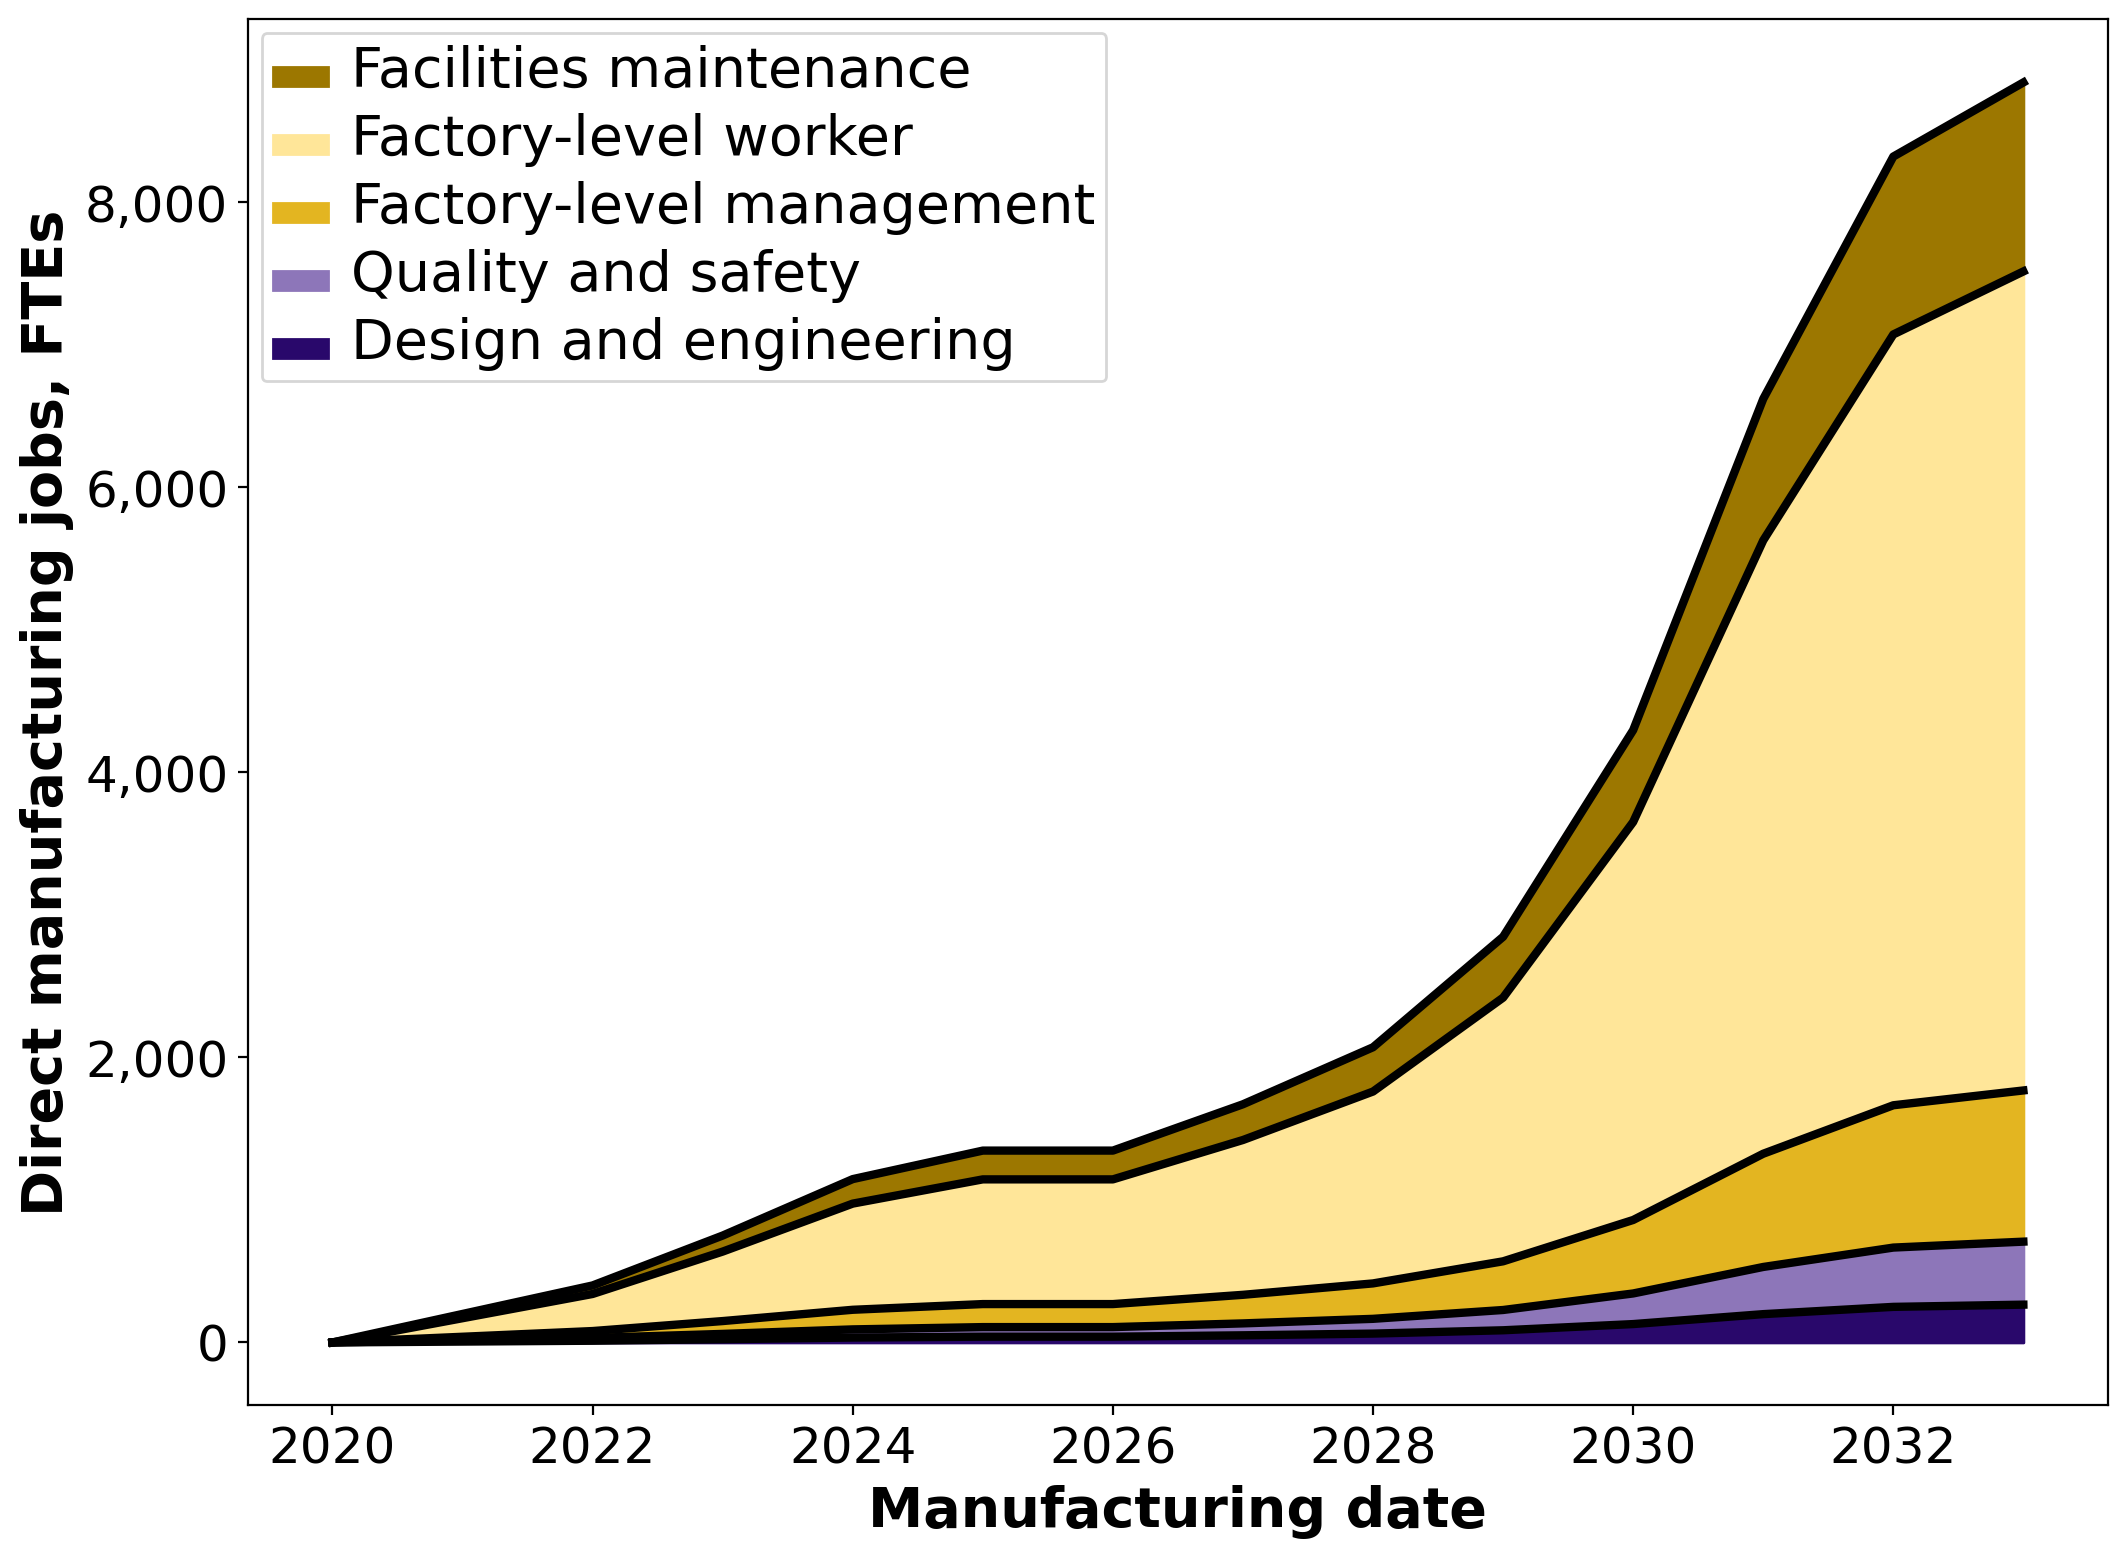 Facilities maintenance
Factory-level worker
Factory-level management
Quality and safety
Design and engineering
Direct manufacturing jobs, FTEs
8,000
6,000
4,000
2,000
0
2020
2022
2024
2026
2028
2030
2032
Manufacturing date